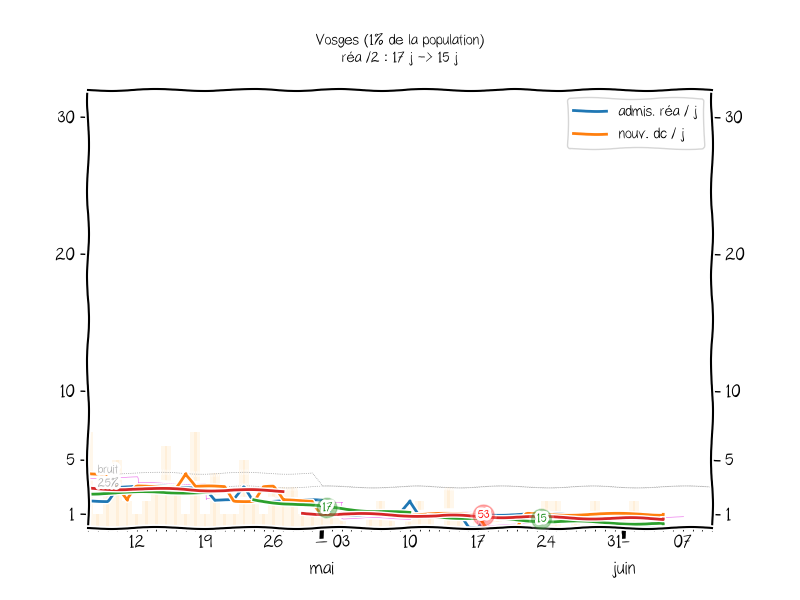 Vosges (1% de la population)
réa /2 : 17 j -> 15 j
admis. réa / j
nouv. dc / j
30
30
20
20
10
10
5
5
1
1
bruit
25%
17
53
15
12 19 26 03 10 17 24 31 07
mai juin